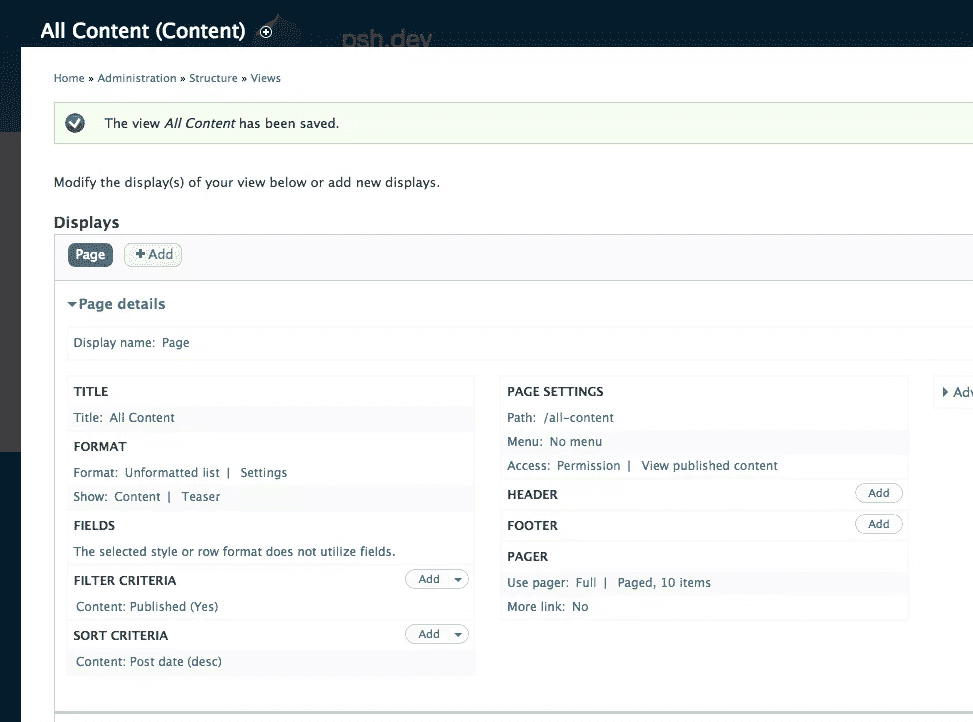 All Content (Content)
psh.dev
Home » Administration » Structure » Views
The view All Content has been saved.
Modify the display(s) of your view below or add new displays.
Displays
Page
+ Add
Page details
Display name: Page
TITLE
Title: All Content
FORMAT
Format: Unformatted list | Settings
Show: Content | Teaser
FIELDS
The selected style or row format does not utilize fields.
FILTER CRITERIA
Add
Content: Published (Yes)
SORT CRITERIA
Add
Content: Post date (desc)
PAGE SETTINGS
Path: /all-content
Menu: No menu
Access: Permission | View published content
HEADER
Add
FOOTER
Add
PAGER
Use pager: Full | Paged, 10 items
More link: No
Adv